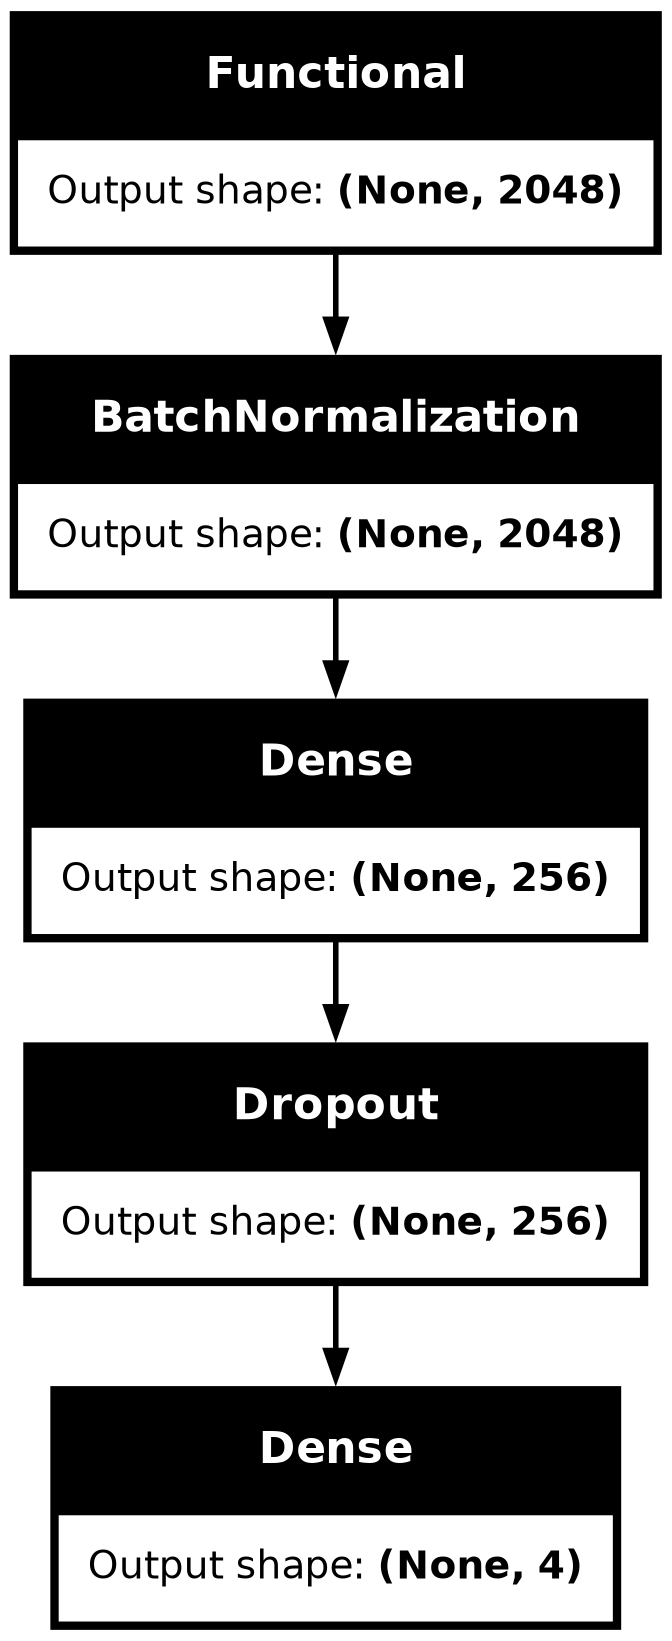 Functional
Output shape: (None, 2048)
BatchNormalization
Output shape: (None, 2048)
Dense
Output shape: (None, 256)
Dropout
Output shape: (None, 256)
Dense
Output shape: (None, 4)